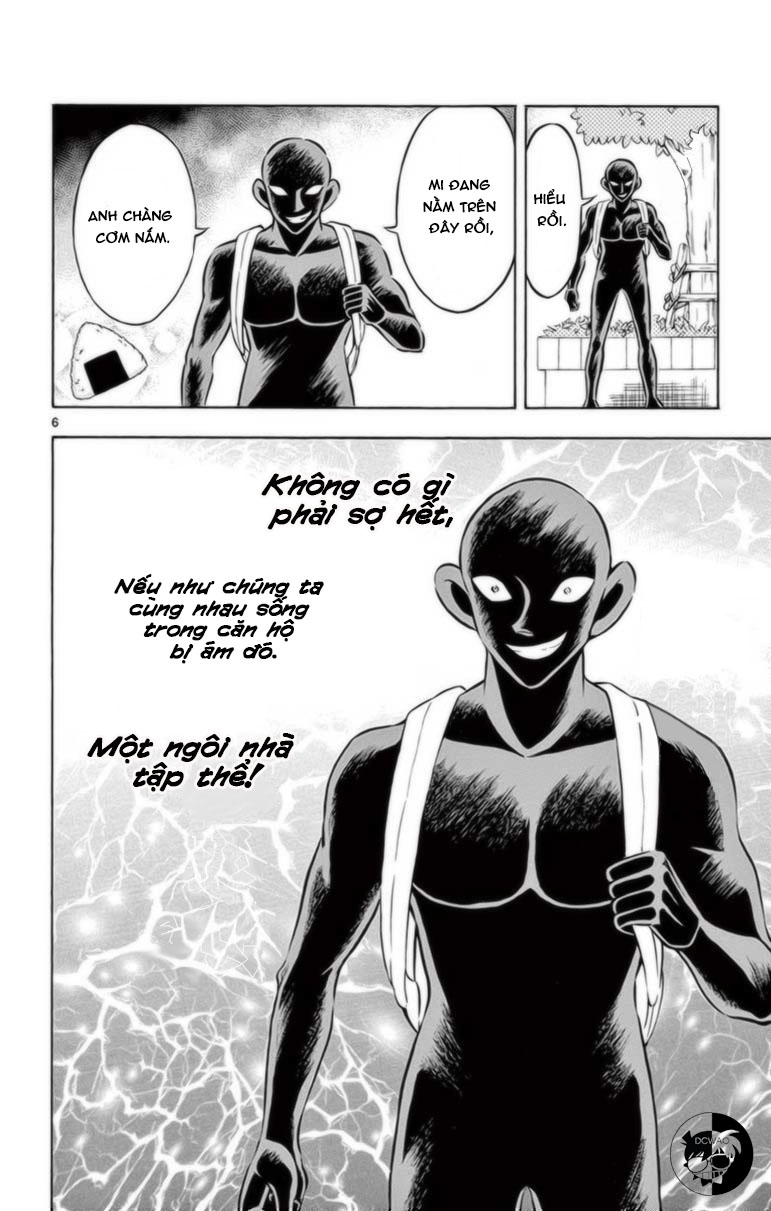 HIỂU
RỒI.
MI ĐANG
NẰM TRÊN
ĐÂY RỒI,
ANH CHÀNG
CƠM NẮM.
6
Không có gì
phải sợ hết,
Nếu như chúng ta
cùng nhau sống
trong căn hộ
bị ám đó.
Một ngôi nhà
tập thể!
DCWAO